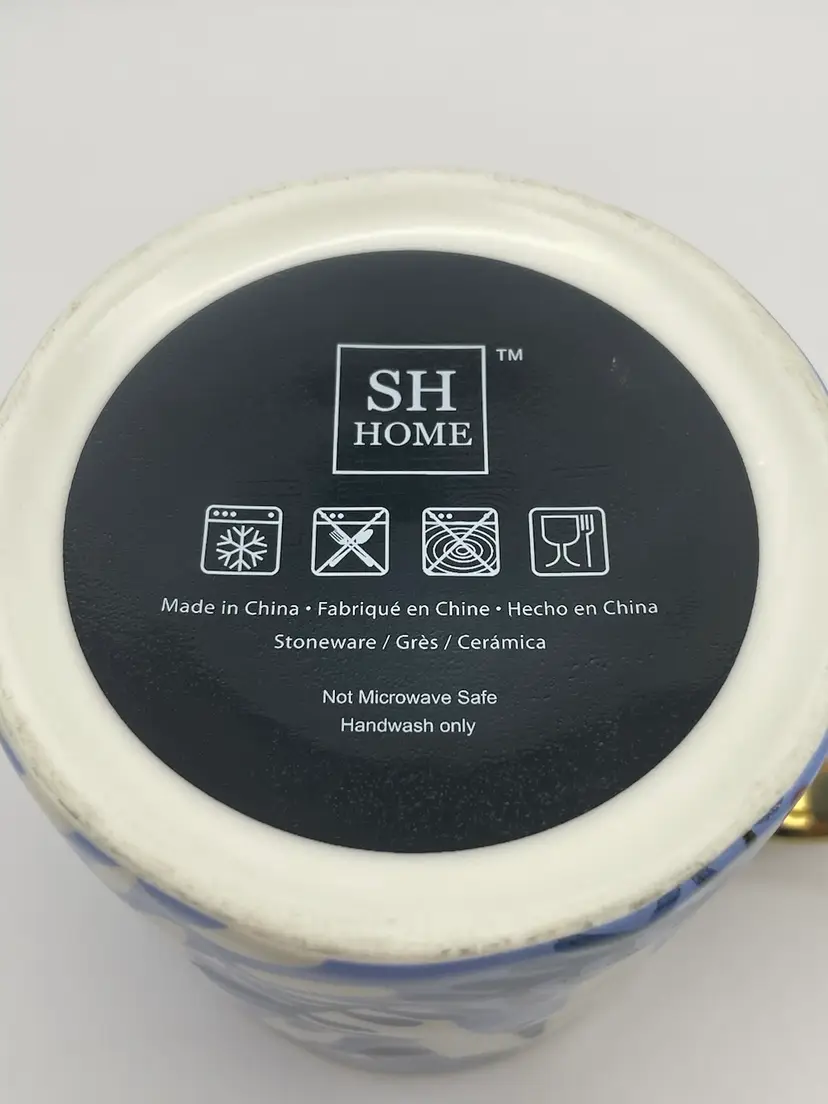 SH
HOME
TM
Made in China • Fabriqué en Chine • Hecho en China
Stoneware / Grès / Cerámica
Not Microwave Safe
Handwash only